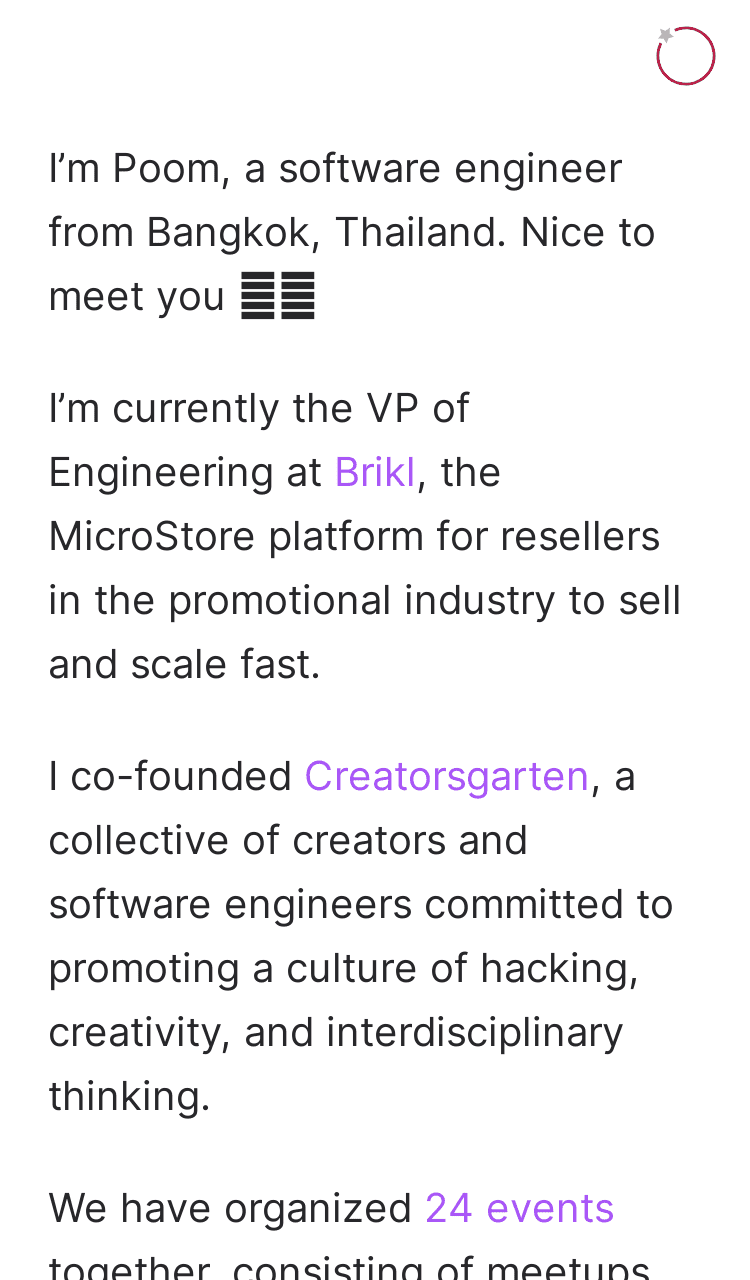 I’m Poom, a software engineer
from Bangkok, Thailand. Nice to
meet you
I’m currently the VP of
Engineering at Brikl, the
MicroStore platform for resellers
in the promotional industry to sell
and scale fast.
I co-founded Creatorsgarten, a
collective of creators and
software engineers committed to
promoting a culture of hacking,
creativity, and interdisciplinary
thinking.
We have organized 24 events
together, consisting of meetups,